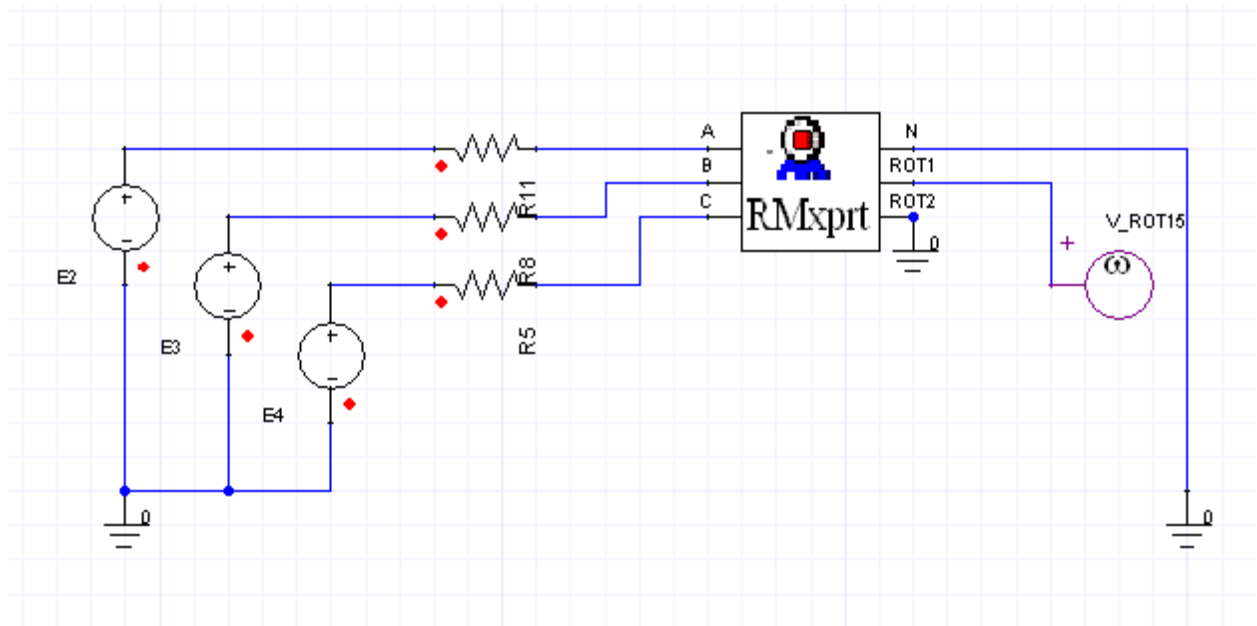 A
N
B
ROT1
C
ROT2
RMxprt
R11
V_ROT15
+
ω
0
+
−
E2
R8
+
−
E3
R5
+
−
E4
0
0